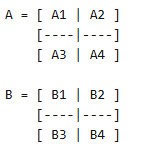 A = [ A1 | A2 ]
[----|----]
[ A3 | A4 ]
B = [ B1 | B2 ]
[----|----]
[ B3 | B4 ]